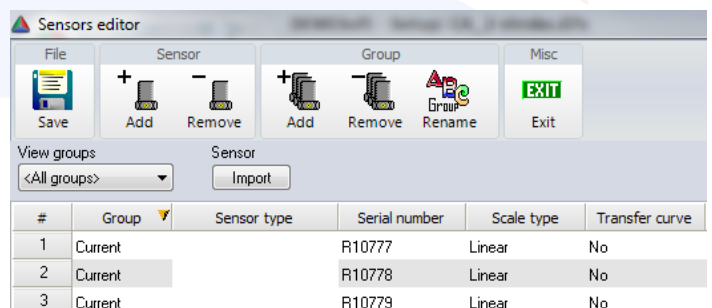 Sensors editor
File Sensor Group Misc
Save Add Remove Add Remove Group Rename EXIT Exit
View groups Sensor
<All groups> Import
# Group Sensor type Serial number Scale type Transfer curve
1 Current R10777 Linear No
2 Current R10778 Linear No
3 Current R10779 Linear No